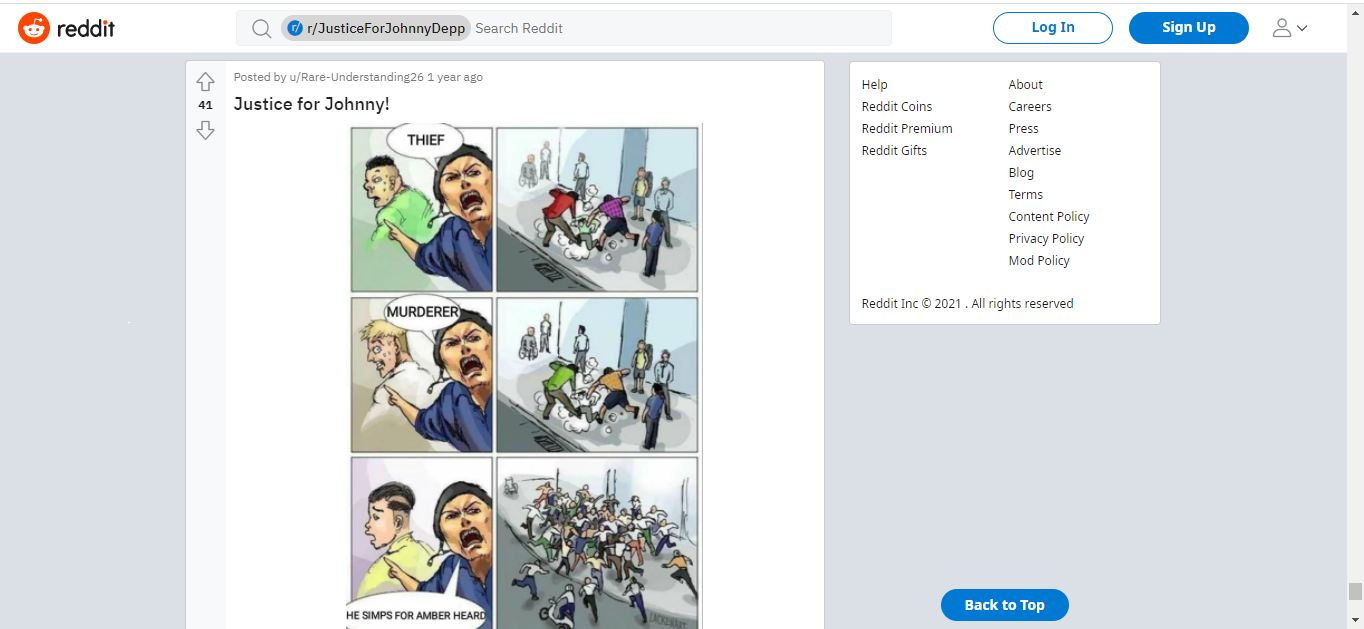 reddit
r/ r/JusticeForJohnnyDepp Search Reddit
Log In
Sign Up
Posted by u/Rare-Understanding26 1 year ago
41
Justice for Johnny!
THIEF
MURDERER
HE SIMPS FOR AMBER HEARD
Help
Reddit Coins
Reddit Premium
Reddit Gifts
About
Careers
Press
Advertise
Blog
Terms
Content Policy
Privacy Policy
Mod Policy
Reddit Inc © 2021 . All rights reserved
Back to Top